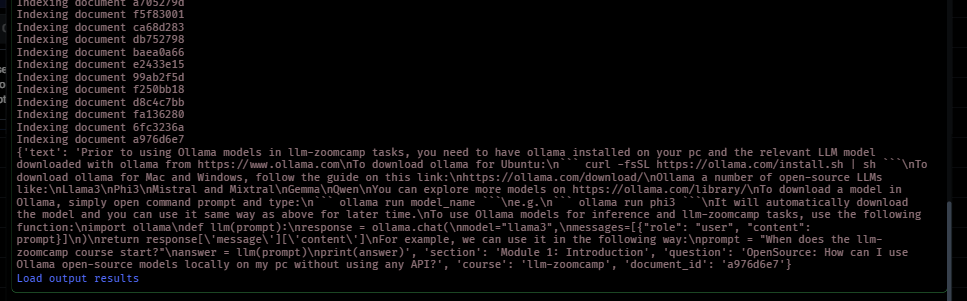 Indexing document a705279d
Indexing document f5f83001
Indexing document ca68d283
Indexing document db752798
Indexing document baea0a66
Indexing document e2433e15
Indexing document 99ab2f5d
Indexing document f250bb18
Indexing document d8c4c7bb
Indexing document fa136280
Indexing document 6fc3236a
Indexing document a976d6e7
{'text': 'Prior to using Ollama models in llm-zoomcamp tasks, you need to have ollama installed on your pc and the relevant LLM model
downloaded with ollama from https://www.ollama.com\nTo download ollama for Ubuntu:\n``` curl -fsSL https://ollama.com/install.sh | sh ```\nTo
download ollama for Mac and Windows, follow the guide on this link:\nhttps://ollama.com/download/\nOllama a number of open-source LLMs
like:\nLlama3\nPhi3\nMistral and Mixtral\nGemma\nQwen\nYou can explore more models on https://ollama.com/library/\nTo download a model in
Ollama, simply open command prompt and type:\n``` ollama run model_name ```\ne.g.\n``` ollama run phi3 ```\nIt will automatically download
the model and you can use it same way as above for later time.\nTo use Ollama models for inference and llm-zoomcamp tasks, use the following
function:\nimport ollama\ndef llm(prompt):\nresponse = ollama.chat(\nmodel="llama3",\nmessages=[{"role": "user", "content":
prompt}]\n)\nreturn response[\'message\'][\'content\']\nFor example, we can use it in the following way:\nprompt = "When does the llm-
zoomcamp course start?"\nanswer = llm(prompt)\nprint(answer)', 'section': 'Module 1: Introduction', 'question': 'OpenSource: How can I use
Ollama open-source models locally on my pc without using any API?', 'course': 'llm-zoomcamp', 'document_id': 'a976d6e7'}
Load output results